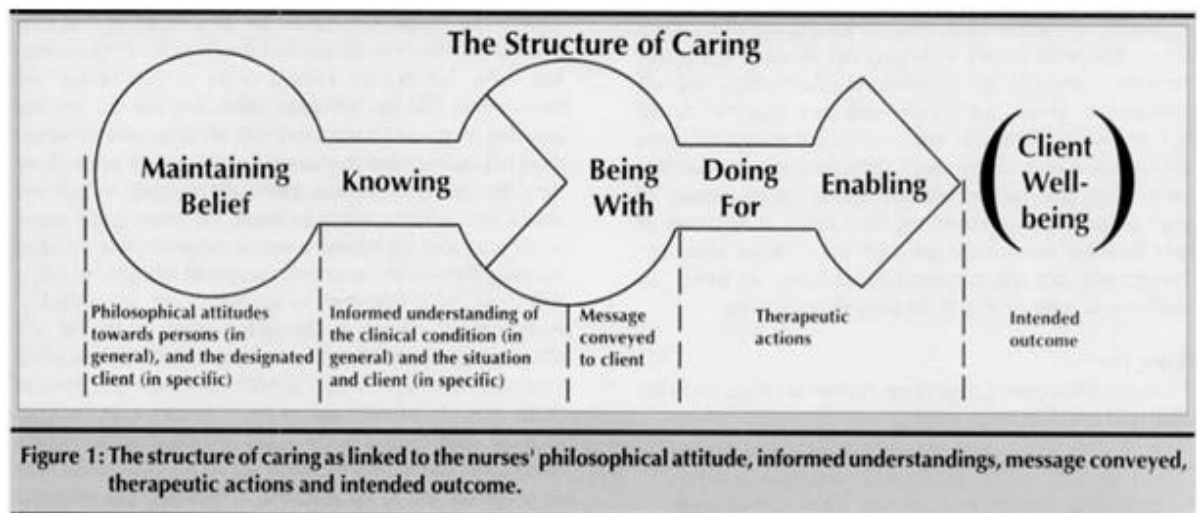 The Structure of Caring
Maintaining
Belief
Knowing
Being
With
Doing
For
Enabling
Client
Well-
being
Philosophical attitudes
towards persons (in
general), and the designated
client (in specific)
Informed understanding of
the clinical condition (in
general) and the situation
and client (in specific)
Message
conveyed
to client
Therapeutic
actions
Intended
outcome
Figure 1: The structure of caring as linked to the nurses' philosophical attitude, informed understandings, message conveyed,
therapeutic actions and intended outcome.